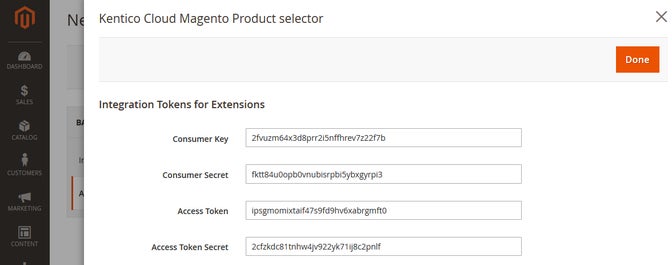 Kentico Cloud Magento Product selector
Ne
DASHBOARD
Done
SALES
Integration Tokens for Extensions
BA
CATALOG
Consumer Key
2fvuzm64x3d8prr2i5nffhrev7z22f7b
In
CUSTOMERS
Consumer Secret
fktt84u0opb0vnubisrpbi5ybxgyrpi3
A
MARKETING
Access Token
ipsgmomixtaif47s9fd9hv6xabrgmft0
CONTENT
Access Token Secret
2cfzkdc81tnhw4jv922yk71ij8c2pnlf